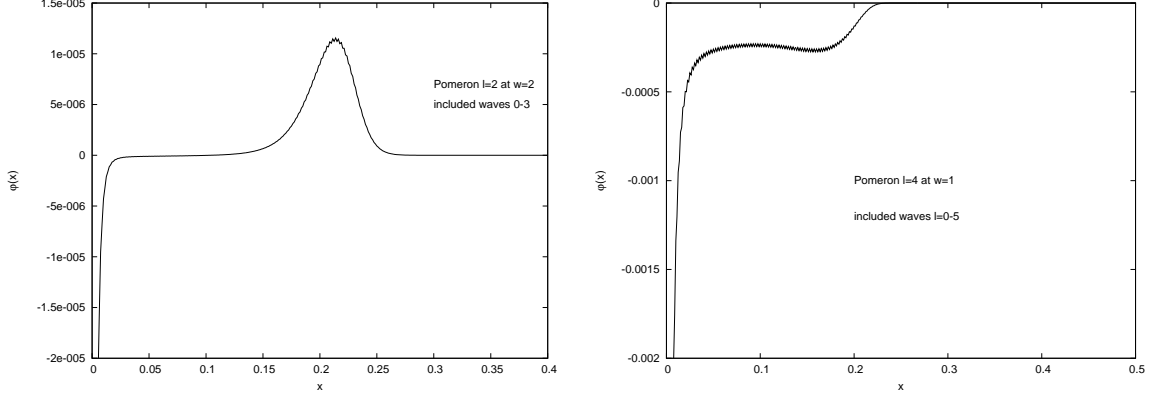 1.5e-005
1e-005
5e-006
0
-5e-006
-1e-005
-1.5e-005
-2e-005
φ(x)
Pomeron l=2 at w=2
included waves 0-3
0 0.05 0.1 0.15 0.2 0.25 0.3 0.35 0.4
x
0
-0.0005
-0.001
-0.0015
-0.002
φ(x)
Pomeron l=4 at w=1
included waves l=0-5
0 0.1 0.2 0.3 0.4 0.5
x